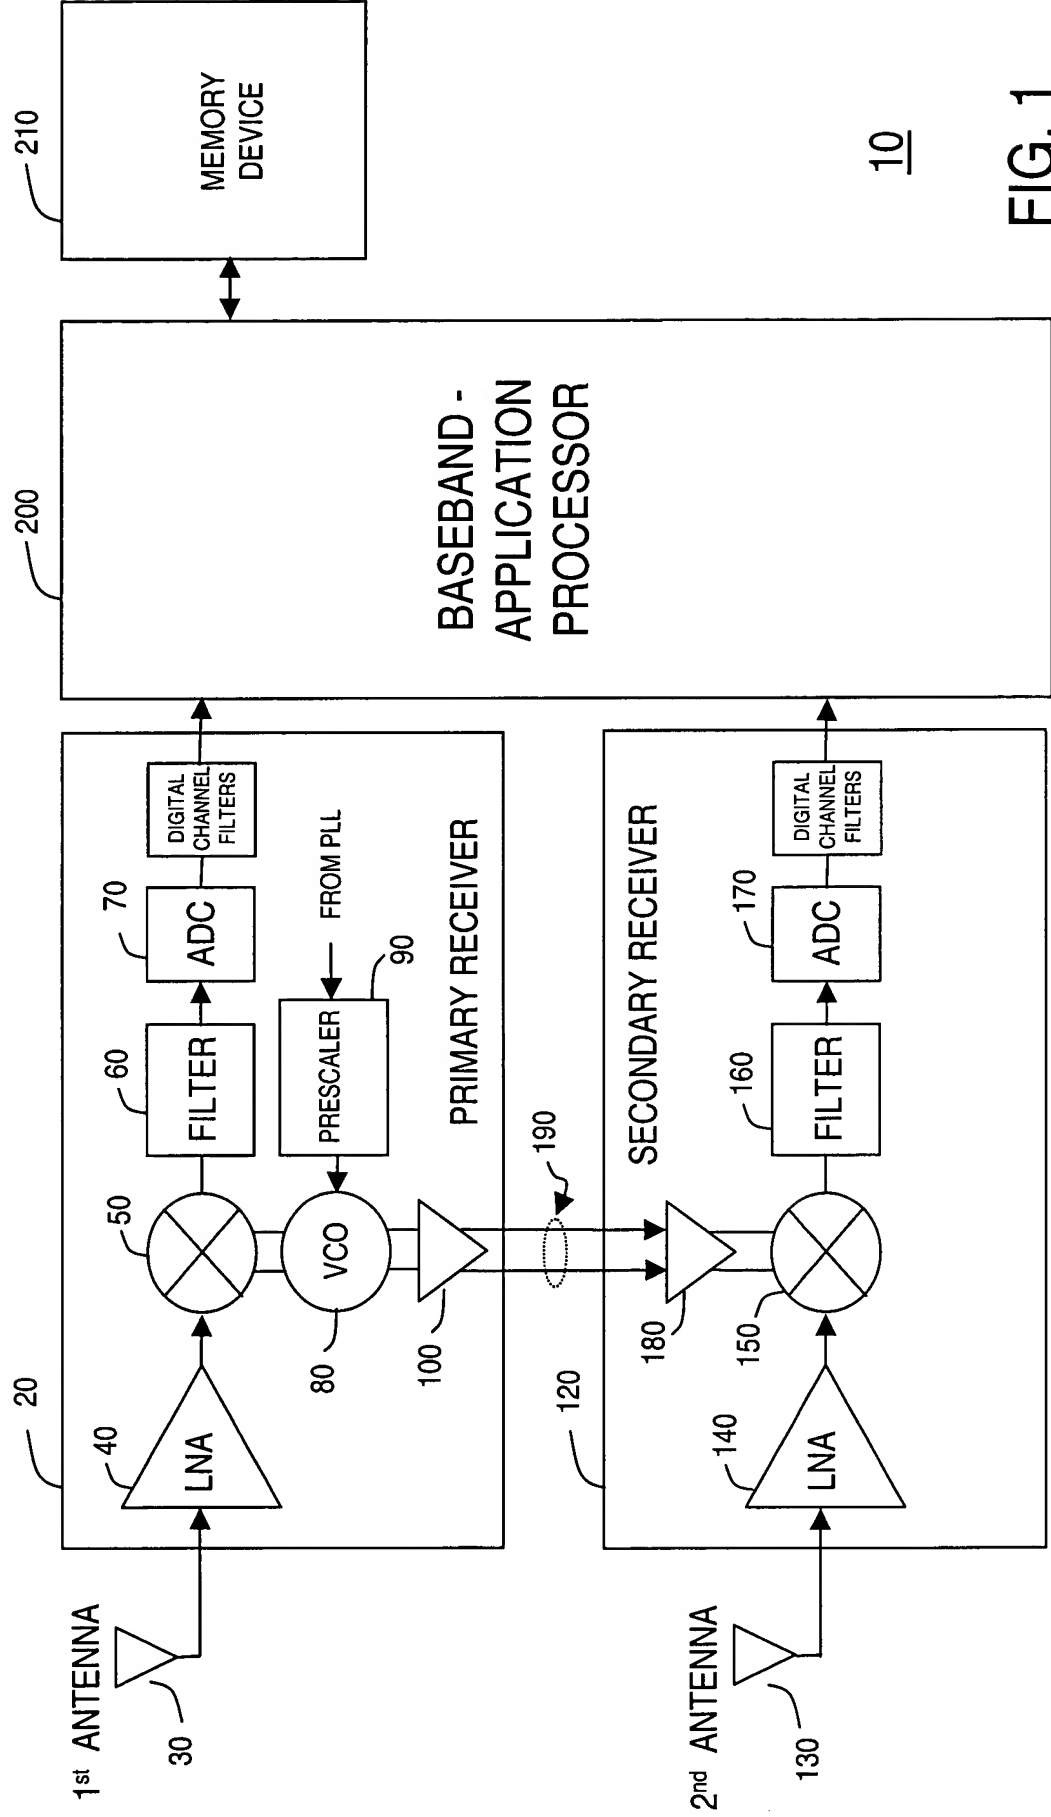 210
MEMORY
DEVICE
200
BASEBAND -
APPLICATION
PROCESSOR
20
1st ANTENNA
30
40
LNA
50
60
FILTER
70
ADC
DIGITAL
CHANNEL
FILTERS
80
VCO
PRESCALER
90
FROM PLL
100
PRIMARY RECEIVER
190
120
SECONDARY RECEIVER
2nd ANTENNA
130
140
LNA
150
180
160
FILTER
170
ADC
DIGITAL
CHANNEL
FILTERS
10
FIG. 1